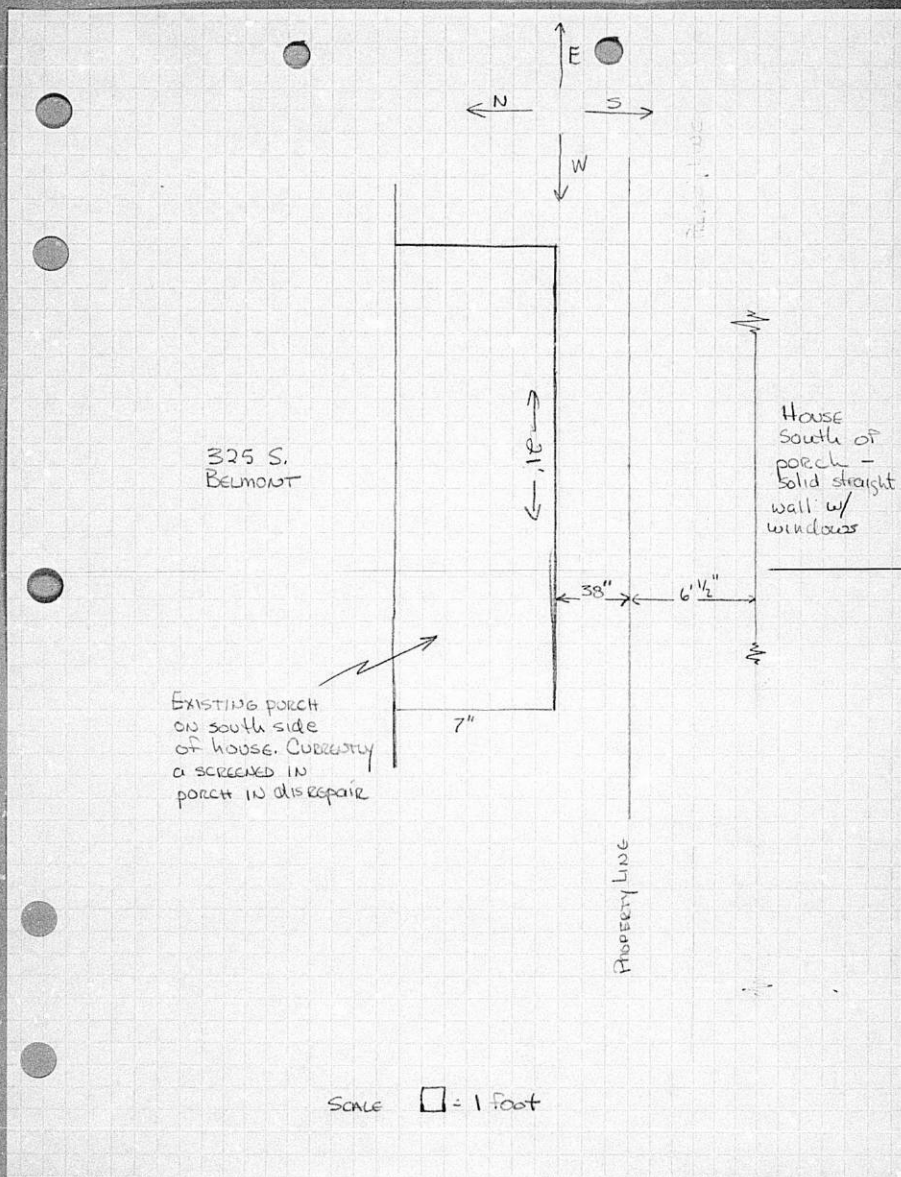 E
N
S
W
325 S.
BELMONT
21'
HOUSE
South of
porch -
solid straight
wall w/
windows
38"
6' 1/2"
EXISTING PORCH
ON SOUTH SIDE
OF HOUSE. CURRENTLY
a SCREENED IN
PORCH IN DISREPAIR
7"
PROPERTY LINE
SCALE = 1 foot